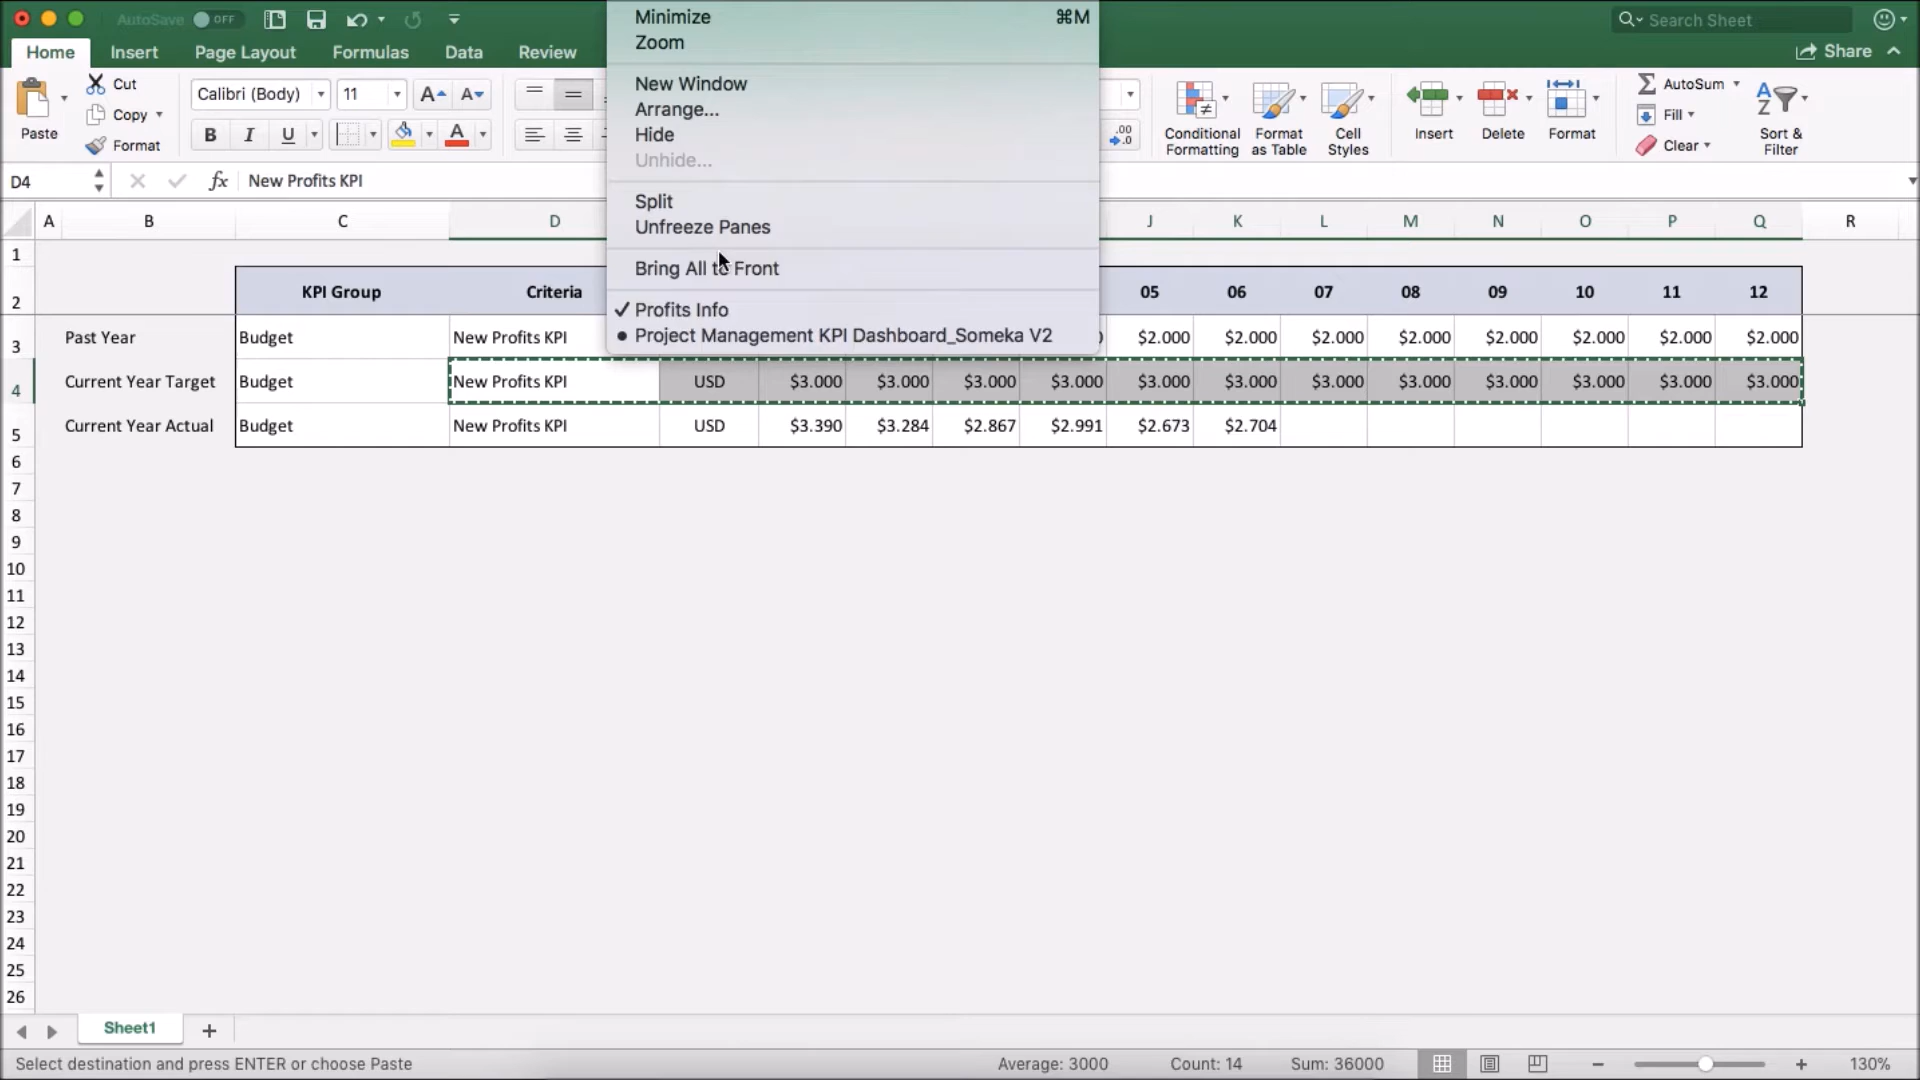 AutoSave OFF
Search Sheet
Home Insert Page Layout Formulas Data Review
Share
Minimize ⌘M
Zoom
New Window
Arrange...
Hide
Unhide...
Split
Unfreeze Panes
Bring All to Front
✓ Profits Info
• Project Management KPI Dashboard_Someka V2
Paste
Cut
Copy
Format
Calibri (Body) 11
A A
B I U A
.00 .0
Conditional Formatting
Format as Table
Cell Styles
Insert
Delete
Format
AutoSum
Fill
Clear
Sort & Filter
D4 fx New Profits KPI
A B C D J K L M N O P Q R
1
2 KPI Group Criteria 05 06 07 08 09 10 11 12
3 Past Year Budget New Profits KPI $2.000 $2.000 $2.000 $2.000 $2.000 $2.000 $2.000 $2.000
4 Current Year Target Budget New Profits KPI USD $3.000 $3.000 $3.000 $3.000 $3.000 $3.000 $3.000 $3.000 $3.000 $3.000 $3.000 $3.000
5 Current Year Actual Budget New Profits KPI USD $3.390 $3.284 $2.867 $2.991 $2.673 $2.704
6
7
8
9
10
11
12
13
14
15
16
17
18
19
20
21
22
23
24
25
26
Sheet1
Select destination and press ENTER or choose Paste Average: 3000 Count: 14 Sum: 36000 130%